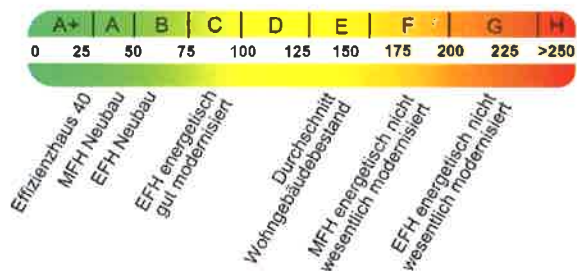 A+ A B C D E F G H
0 25 50 75 100 125 150 175 200 225 >250
Effizienzhaus 40
MFH Neubau
EFH Neubau
EFH energetisch
gut modernisiert
Durchschnitt
Wohngebäudebestand
MFH energetisch nicht
wesentlich modernisiert
EFH energetisch nicht
wesentlich modernisiert